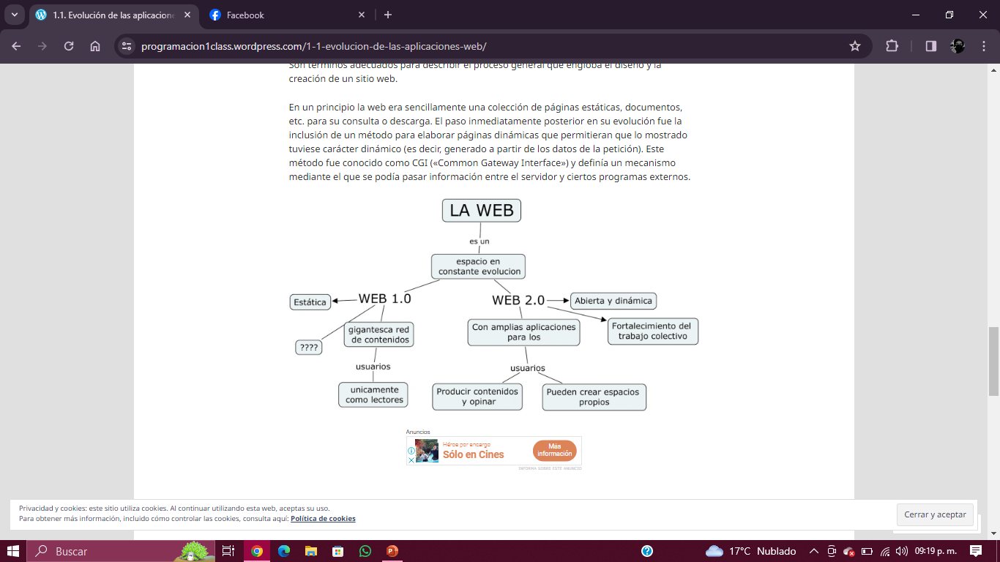 1.1. Evolución de las aplicacione
Facebook
programacion1class.wordpress.com/1-1-evolucion-de-las-aplicaciones-web/
Son términos adecuados para describir el proceso general que engloba el diseño y la
creación de un sitio web.
En un principio la web era sencillamente una colección de páginas estáticas, documentos,
etc. para su consulta o descarga. El paso inmediatamente posterior en su evolución fue la
inclusión de un método para elaborar páginas dinámicas que permitieran que lo mostrado
tuviese carácter dinámico (es decir, generado a partir de los datos de la petición). Este
método fue conocido como CGI («Common Gateway Interface») y definía un mecanismo
mediante el que se podía pasar información entre el servidor y ciertos programas externos.
LA WEB
es un
espacio en
constante evolucion
Estática
WEB 1.0
WEB 2.0
Abierta y dinámica
????
gigantesca red
de contenidos
Con amplias aplicaciones
para los
Fortalecimiento del
trabajo colectivo
usuarios
usuarios
unicamente
como lectores
Producir contenidos
y opinar
Pueden crear espacios
propios
Anuncios
Héroe por encargo
Sólo en Cines
Más
información
INFORMA SOBRE ESTE ANUNCIO
Privacidad y cookies: este sitio utiliza cookies. Al continuar utilizando esta web, aceptas su uso.
Para obtener más información, incluido cómo controlar las cookies, consulta aquí: Política de cookies
Cerrar y aceptar
Buscar
17°C Nublado
09:19 p. m.